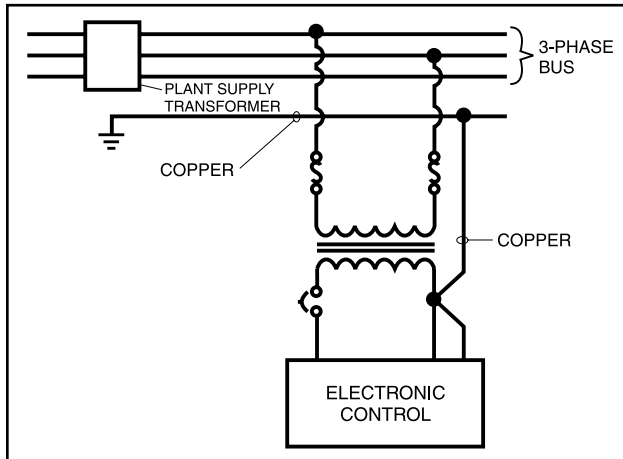 3-PHASE
BUS
PLANT SUPPLY
TRANSFORMER
COPPER
COPPER
ELECTRONIC
CONTROL